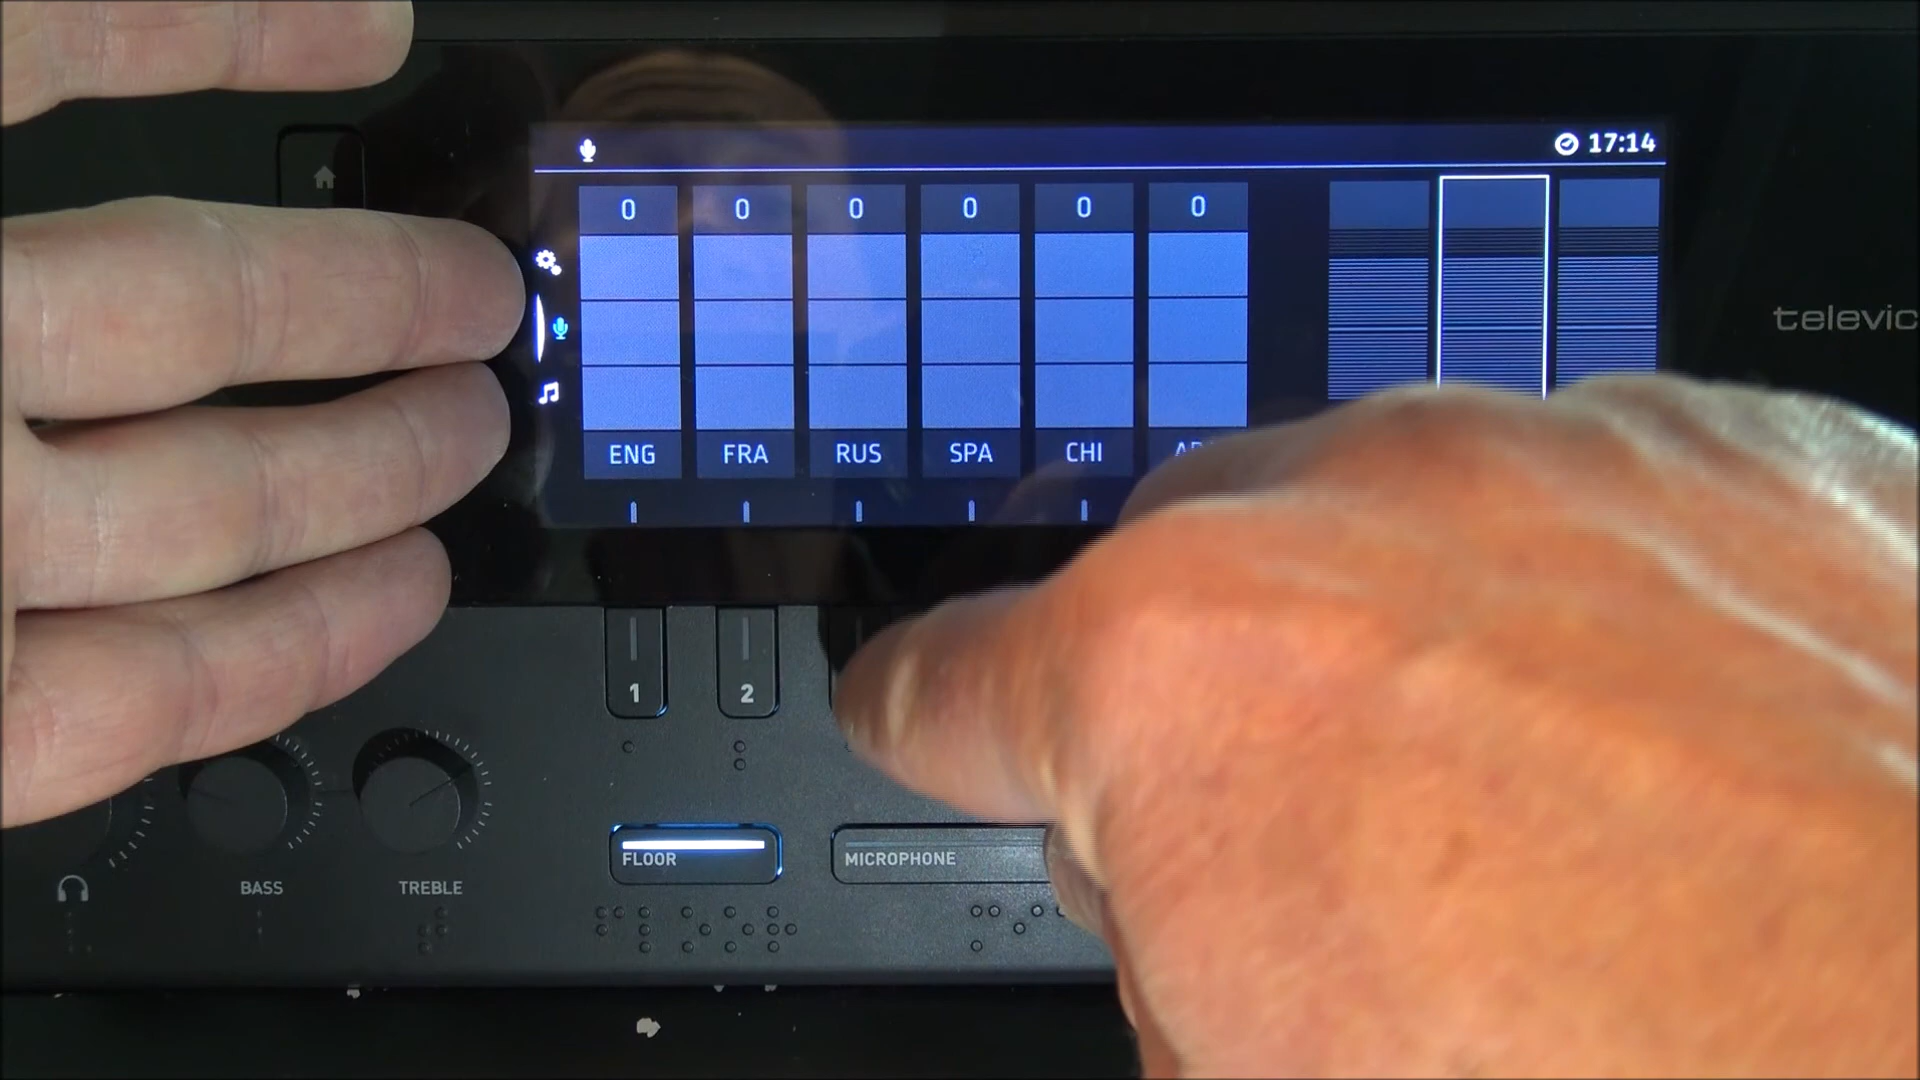 17:14
0 0 0 0 0 0
televic
ENG FRA RUS SPA CHI
1 2
FLOOR MICROPHONE
BASS TREBLE